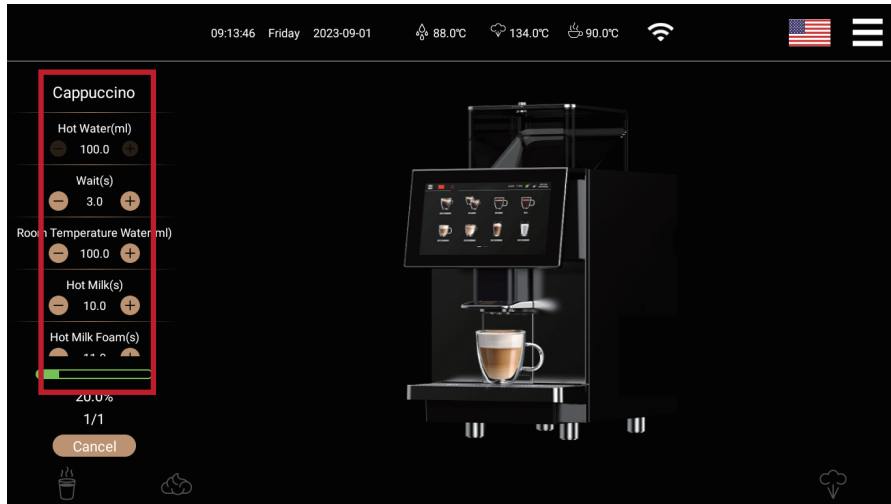 09:13:46 Friday 2023-09-01 88.0℃ 134.0℃ 90.0℃
Cappuccino
Hot Water(ml)
100.0
Wait(s)
3.0
Room Temperature Water(ml)
100.0
Hot Milk(s)
10.0
Hot Milk Foam(s)
20.0%
1/1
Cancel